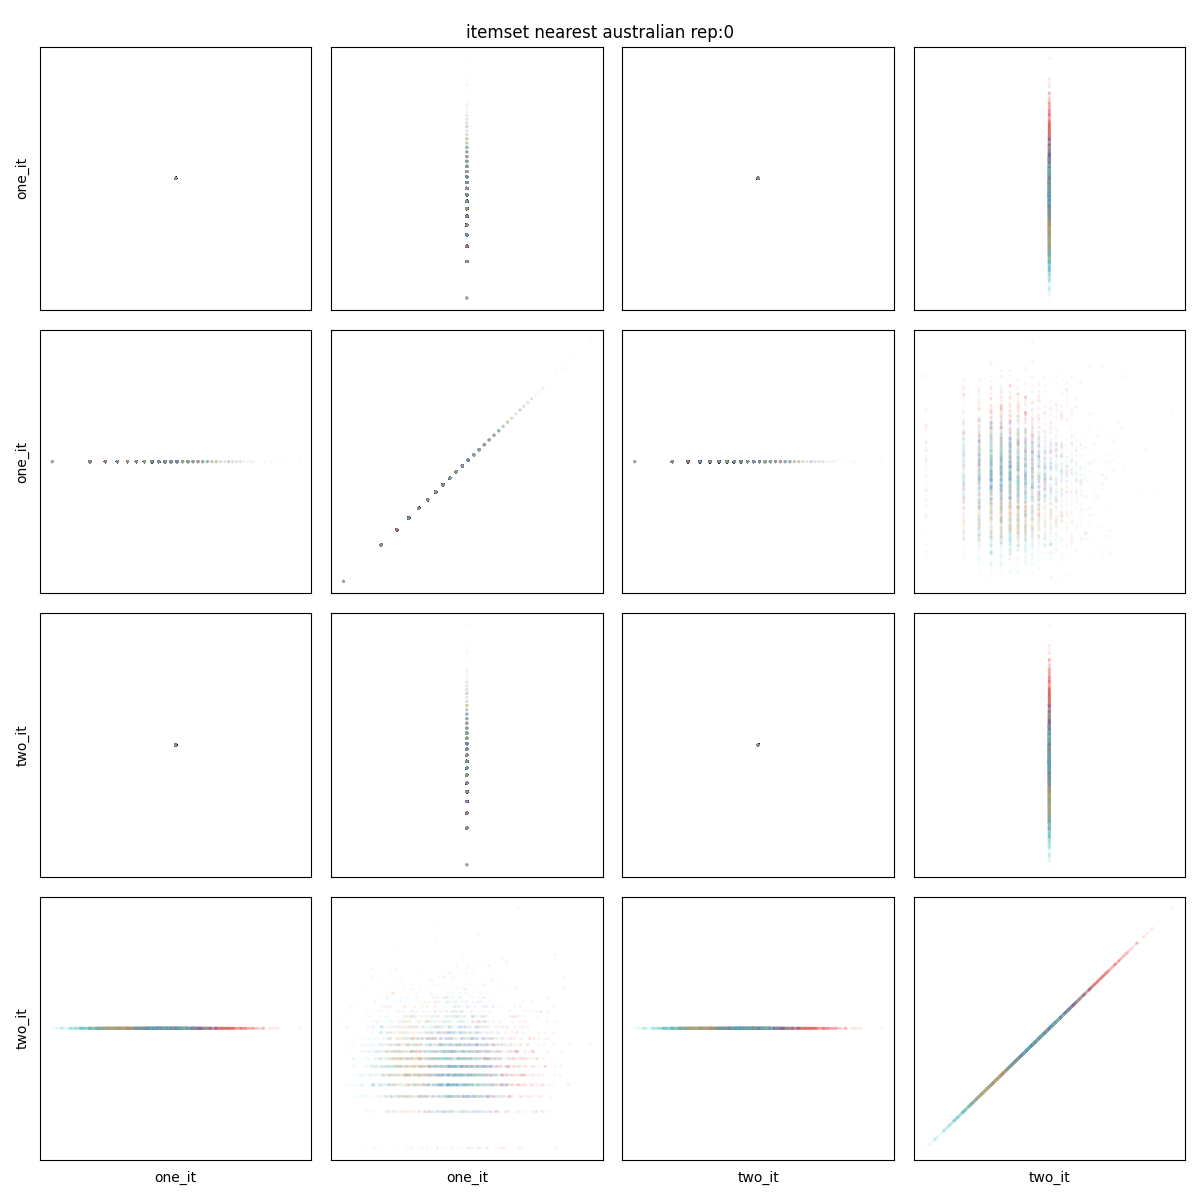 itemset nearest australian rep:0
one_it
one_it
two_it
two_it
one_it one_it two_it two_it